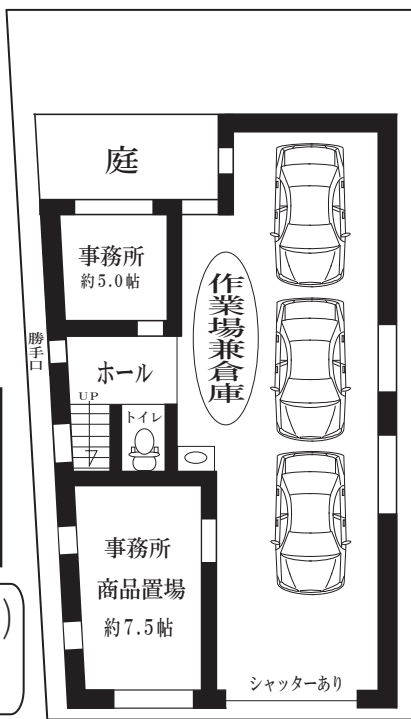 庭
事務所
約5.0帖
作業場兼倉庫
勝手口
ホール
UP
トイレ
事務所
商品置場
約7.5帖
シャッターあり
)